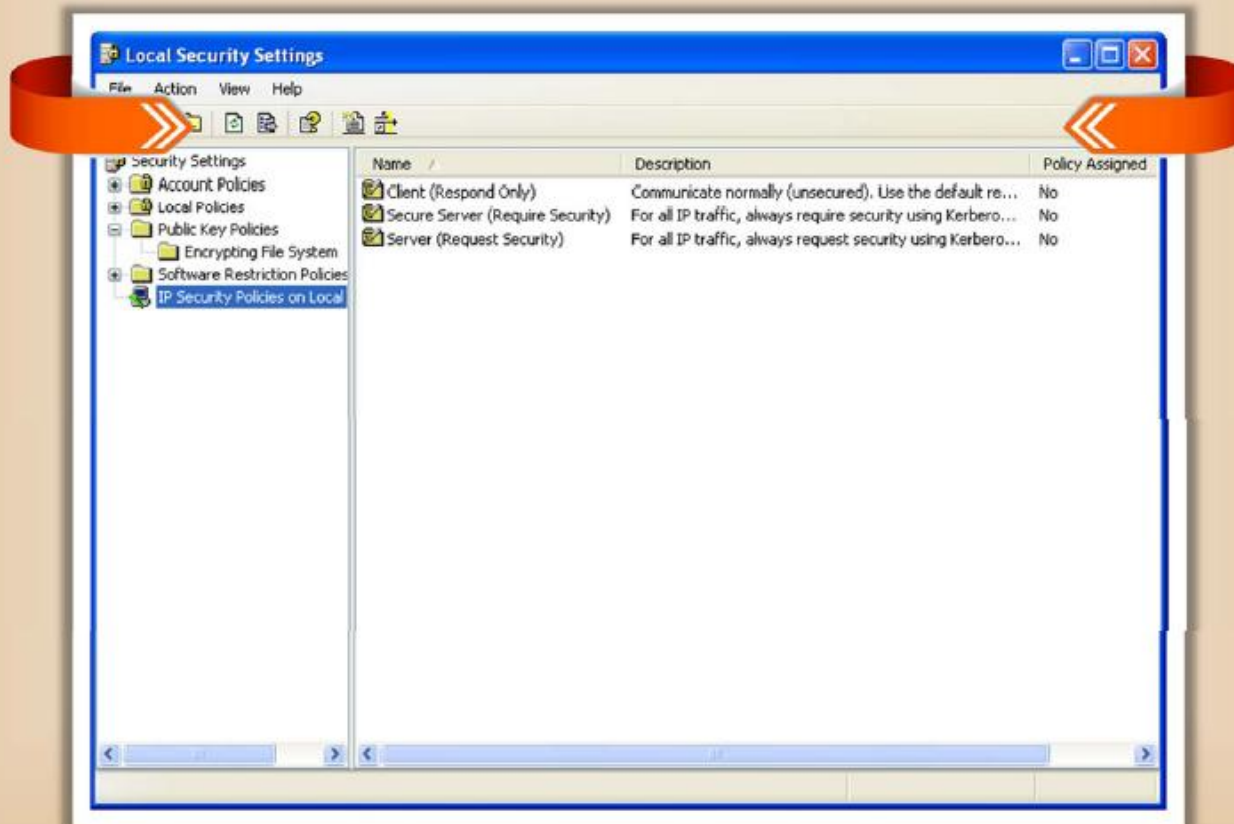 Local Security Settings
File Action View Help
Security Settings
Account Policies
Local Policies
Public Key Policies
Encrypting File System
Software Restriction Policies
IP Security Policies on Local
Name Description Policy Assigned
Client (Respond Only) Communicate normally (unsecured). Use the default re... No
Secure Server (Require Security) For all IP traffic, always require security using Kerbero... No
Server (Request Security) For all IP traffic, always request security using Kerbero... No